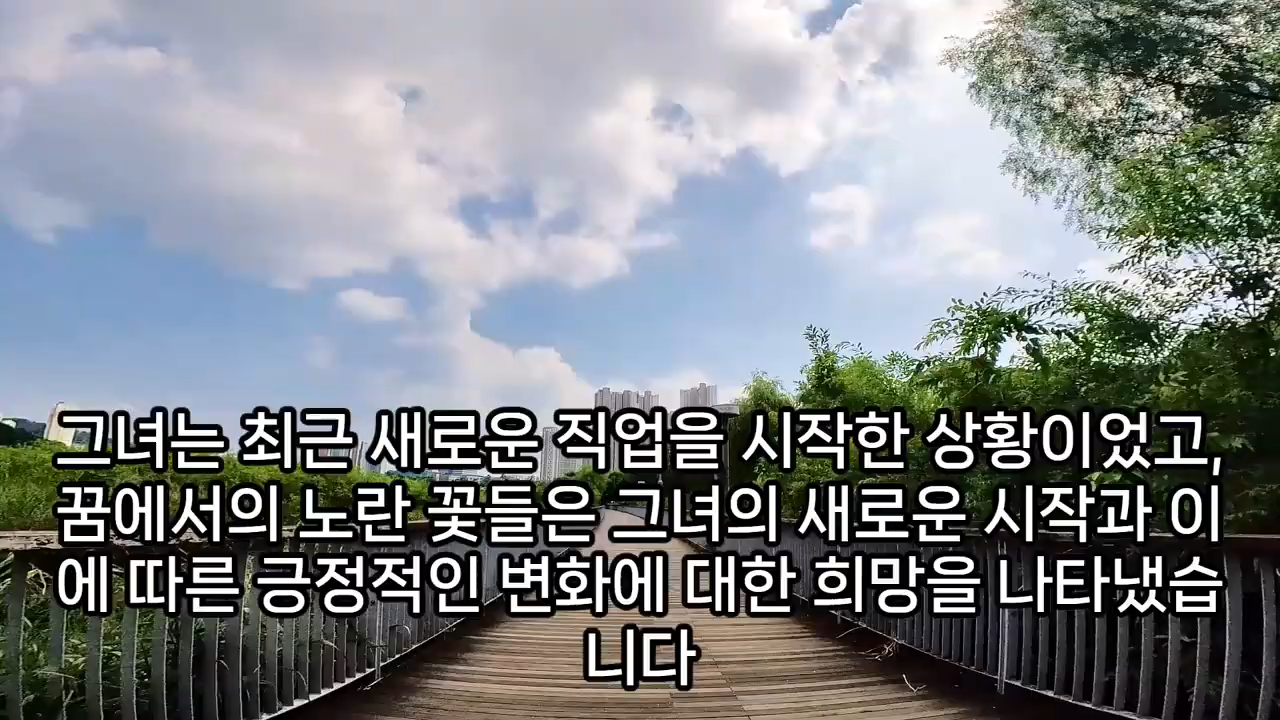 그녀는 최근 새로운 직업을 시작한 상황이었고,
꿈에서의 노란 꽃들은 그녀의 새로운 시작과 이
에 따른 긍정적인 변화에 대한 희망을 나타냈습
니다